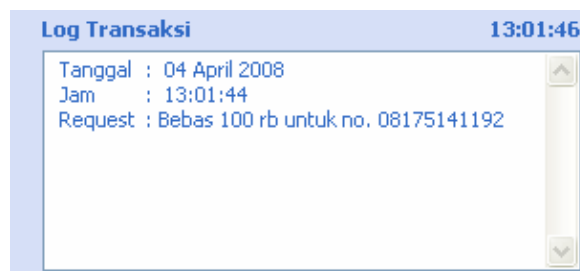 Log Transaksi 13:01:46
Tanggal : 04 April 2008
Jam : 13:01:44
Request : Bebas 100 rb untuk no. 08175141192